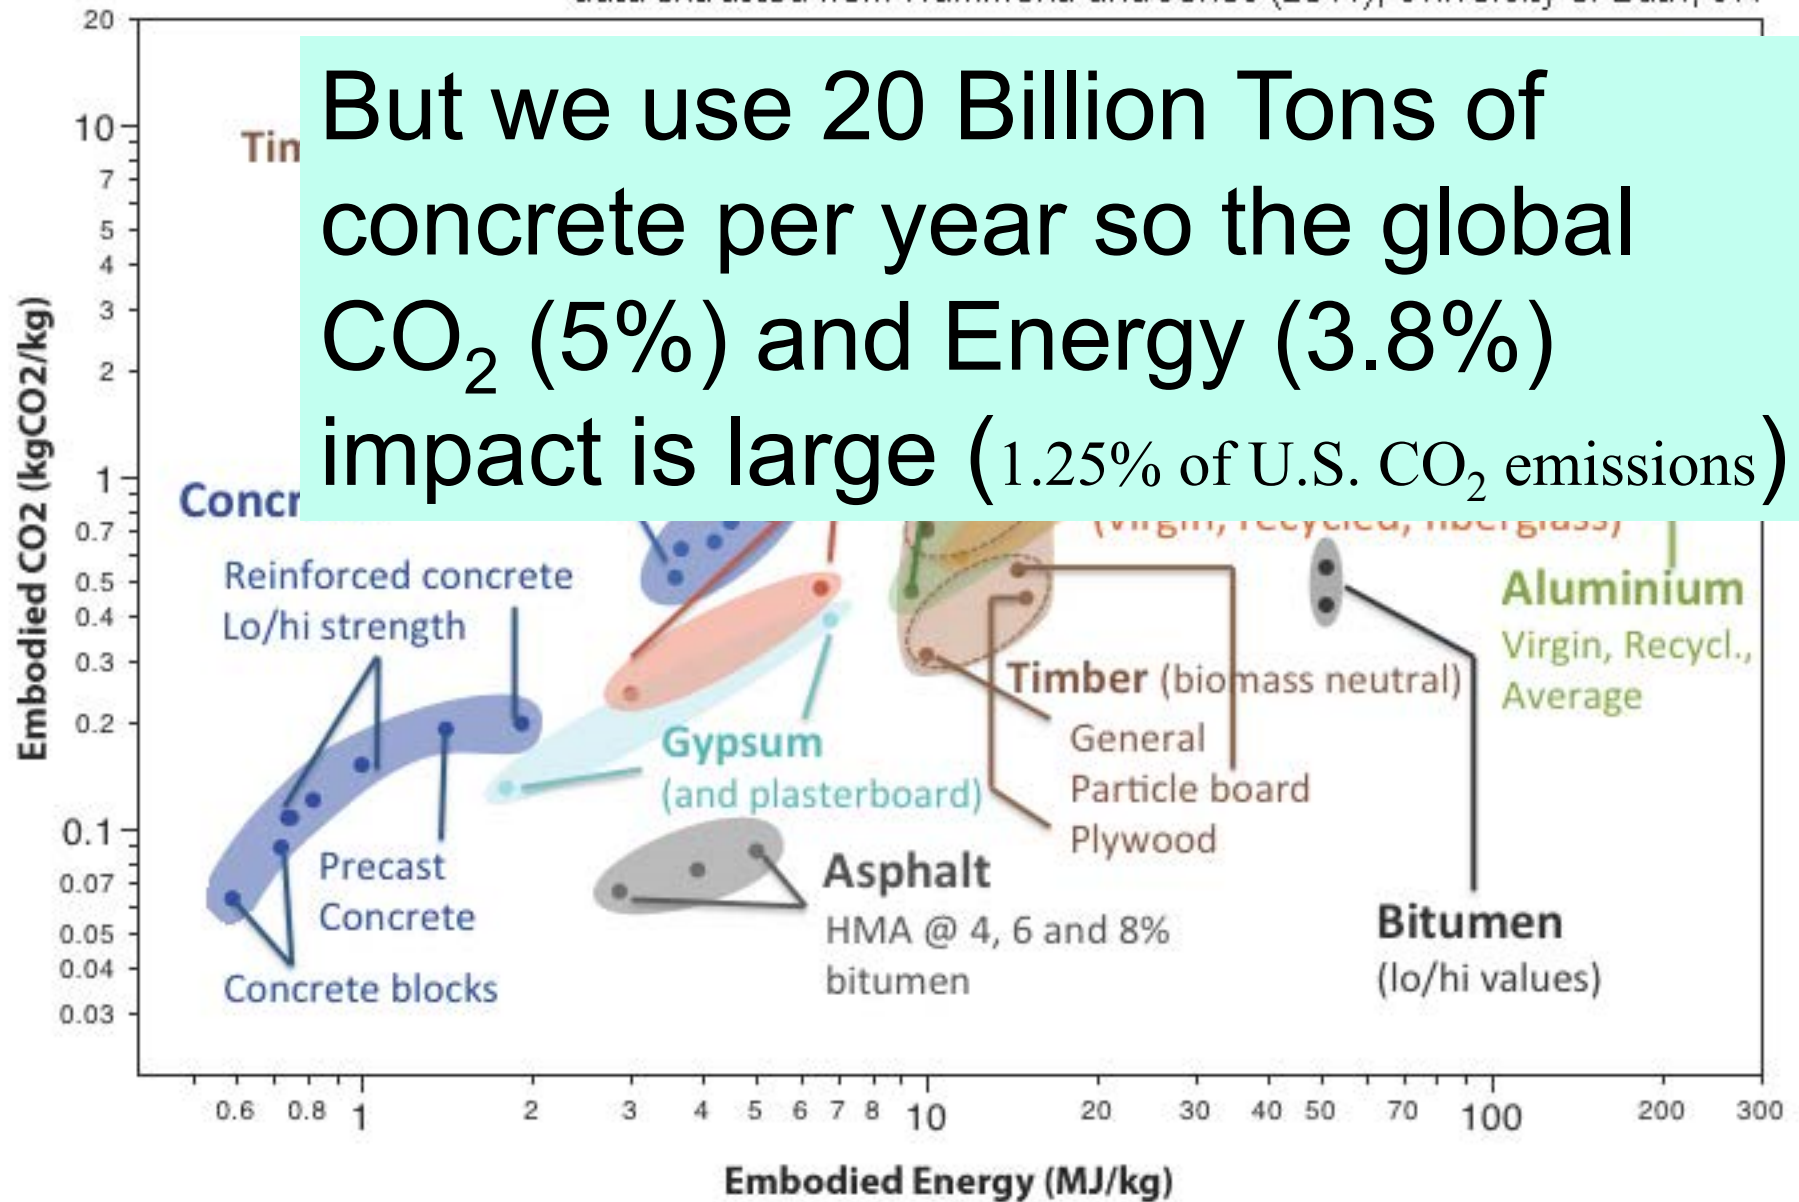 20
But we use 20 Billion Tons of
concrete per year so the global
CO₂ (5%) and Energy (3.8%)
impact is large (1.25% of U.S. CO₂ emissions)
10
7
5
4
3
2
1
0.7
0.5
0.4
0.3
0.2
0.1
0.07
0.05
0.04
0.03
Embodied CO2 (kgCO2/kg)
(virgin, recycled, fiberglass)
Reinforced concrete
Lo/hi strength
Aluminium
Virgin, Recycl.,
Average
Timber (biomass neutral)
General
Particle board
Plywood
Gypsum
(and plasterboard)
Precast
Concrete
Asphalt
HMA @ 4, 6 and 8%
bitumen
Bitumen
(lo/hi values)
Concrete blocks
0.6 0.8 1 2 3 4 5 6 7 8 10 20 30 40 50 70 100 200 300
Embodied Energy (MJ/kg)